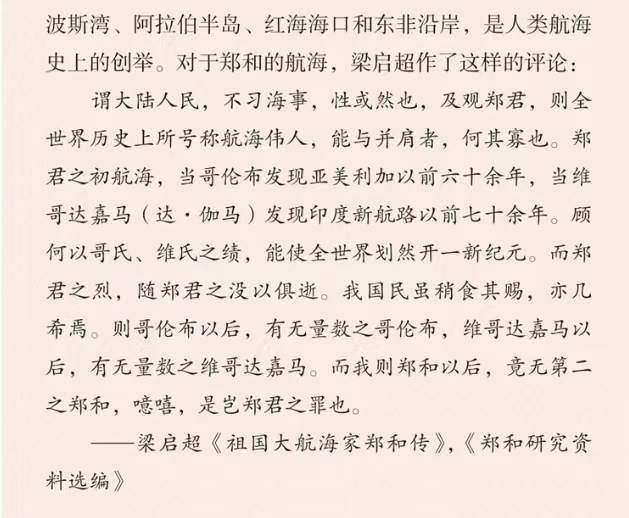 波斯湾、阿拉伯半岛、红海海口和东非沿岸，是人类航海
史上的创举。对于郑和的航海，梁启超作了这样的评论：
谓大陆人民，不习海事，性或然也，及观郑君，则全
世界历史上所号称航海伟人，能与并肩者，何其寡也。郑
君之初航海，当哥伦布发现亚美利加以前六十余年，当维
哥达嘉马（达·伽马）发现印度新航路以前七十余年。顾
何以哥氏、维氏之绩，能使全世界划然开一新纪元。而郑
君之烈，随郑君之没以俱逝。我国民虽稍食其赐，亦几
希焉。则哥伦布以后，有无量数之哥伦布，维哥达嘉马以
后，有无量数之维哥达嘉马。而我则郑和以后，竟无第二
之郑和，噫嘻，是岂郑君之罪也。
——梁启超《祖国大航海家郑和传》，《郑和研究资
料选编》